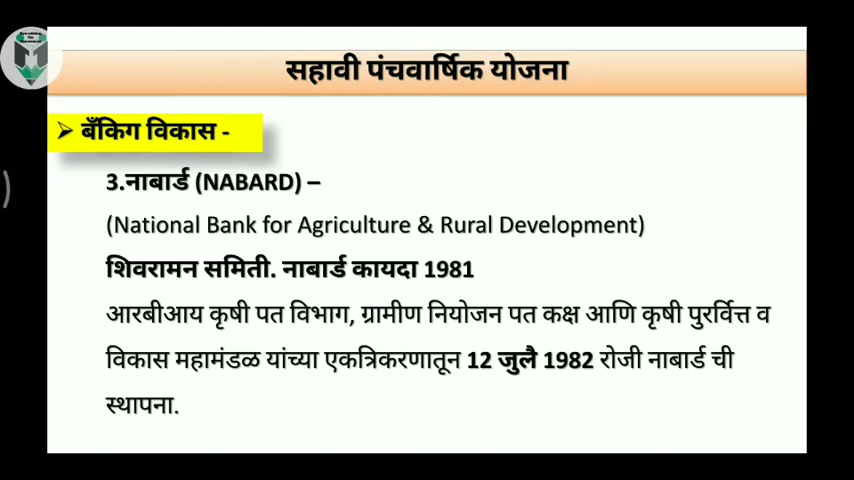 सहावी पंचवार्षिक योजना
➢ बँकिग विकास -
3.नाबार्ड (NABARD) –
(National Bank for Agriculture & Rural Development)
शिवरामन समिती. नाबार्ड कायदा 1981
आरबीआय कृषी पत विभाग, ग्रामीण नियोजन पत कक्ष आणि कृषी पुरर्वित्त व
विकास महामंडळ यांच्या एकत्रिकरणातून 12 जुलै 1982 रोजी नाबार्ड ची
स्थापना.